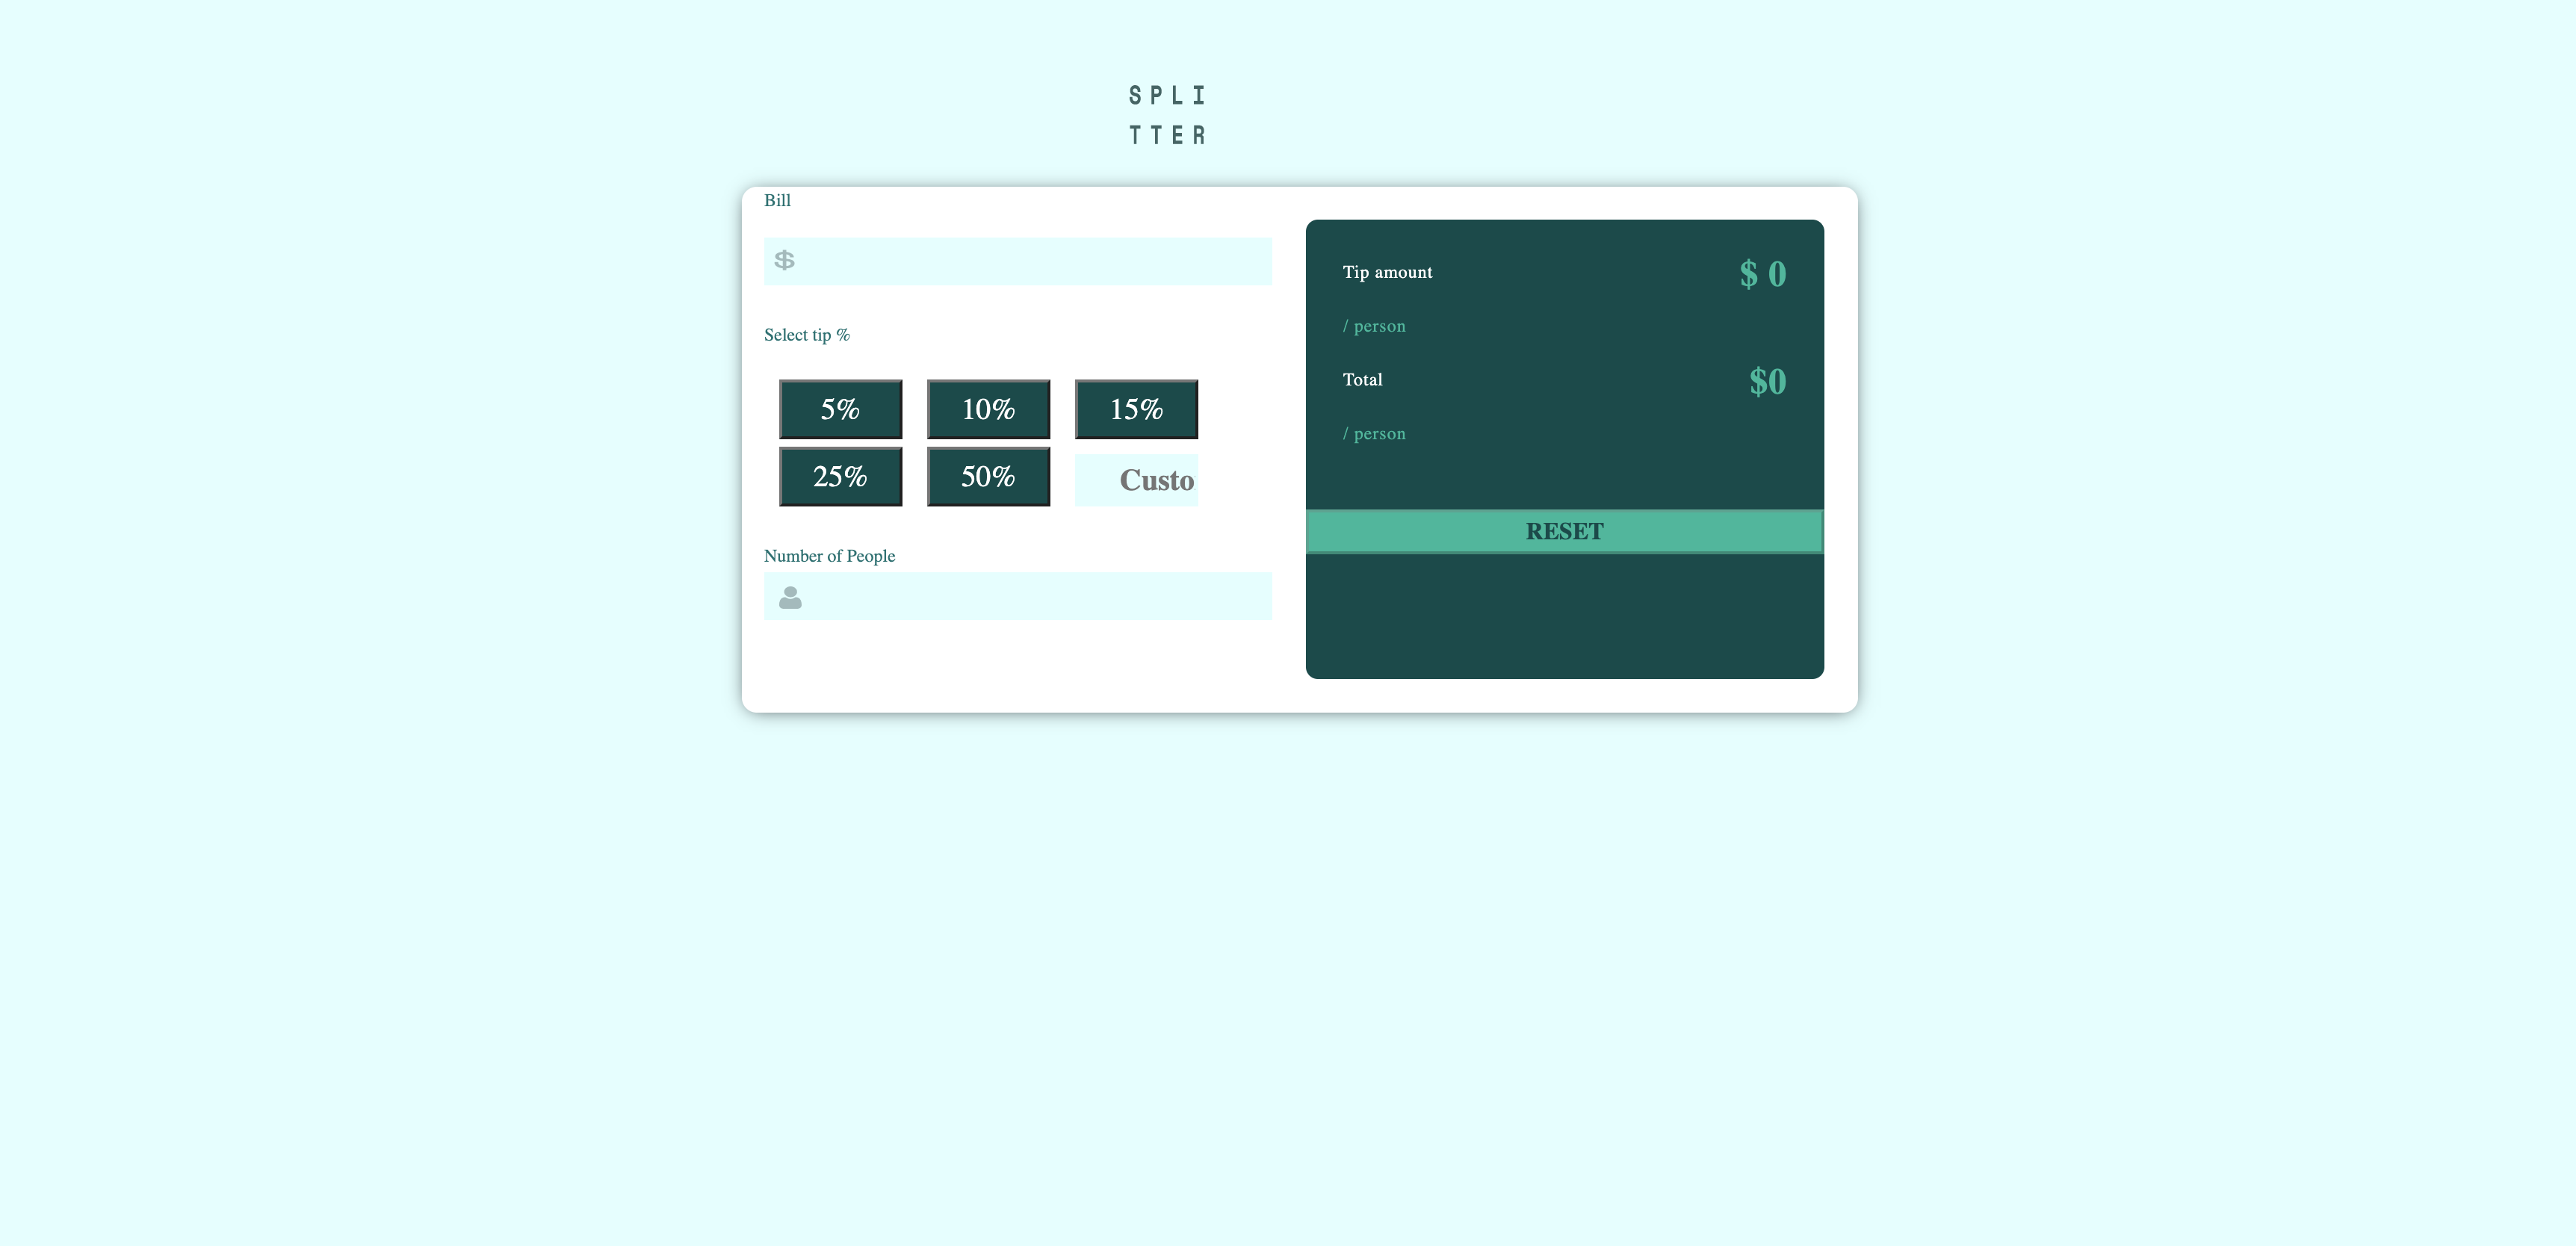 SPLI
TTER
Bill
$
Select tip %
5% 10% 15%
25% 50% Custo
Number of People
Tip amount $ 0
/ person
Total $0
/ person
RESET